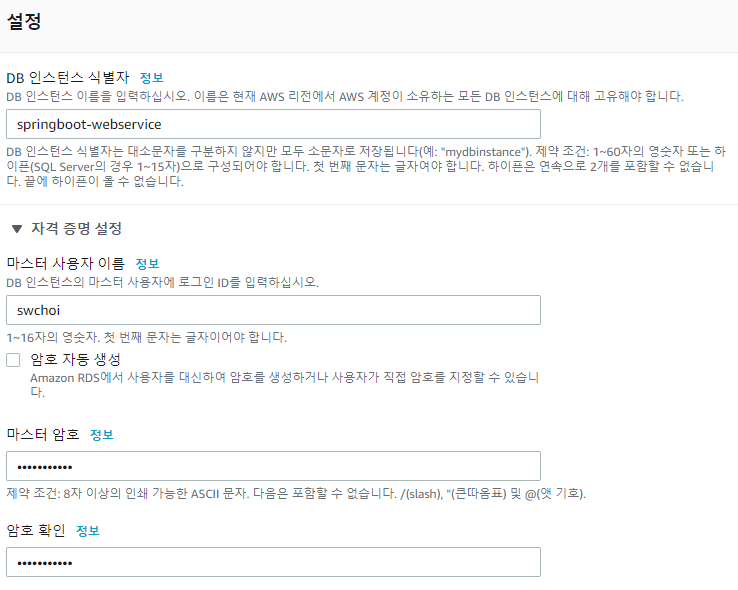 설정
DB 인스턴스 식별자 정보
DB 인스턴스 이름을 입력하십시오. 이름은 현재 AWS 리전에서 AWS 계정이 소유하는 모든 DB 인스턴스에 대해 고유해야 합니다.
springboot-webservice
DB 인스턴스 식별자는 대소문자를 구분하지 않지만 모두 소문자로 저장됩니다(예: "mydbinstance"). 제약 조건: 1~60자의 영숫자 또는 하
이픈(SQL Server의 경우 1~15자)으로 구성되어야 합니다. 첫 번째 문자는 글자여야 합니다. 하이픈은 연속으로 2개를 포함할 수 없습니
다. 끝에 하이픈이 올 수 없습니다.
▼ 자격 증명 설정
마스터 사용자 이름 정보
DB 인스턴스의 마스터 사용자에 로그인 ID를 입력하십시오.
swchoi
1~16자의 영숫자. 첫 번째 문자는 글자이어야 합니다.
암호 자동 생성
Amazon RDS에서 사용자를 대신하여 암호를 생성하거나 사용자가 직접 암호를 지정할 수 있습니
다.
마스터 암호 정보
•••••••••••
제약 조건: 8자 이상의 인쇄 가능한 ASCII 문자. 다음은 포함할 수 없습니다. /(slash), "(큰따옴표) 및 @(앳 기호).
암호 확인 정보
•••••••••••